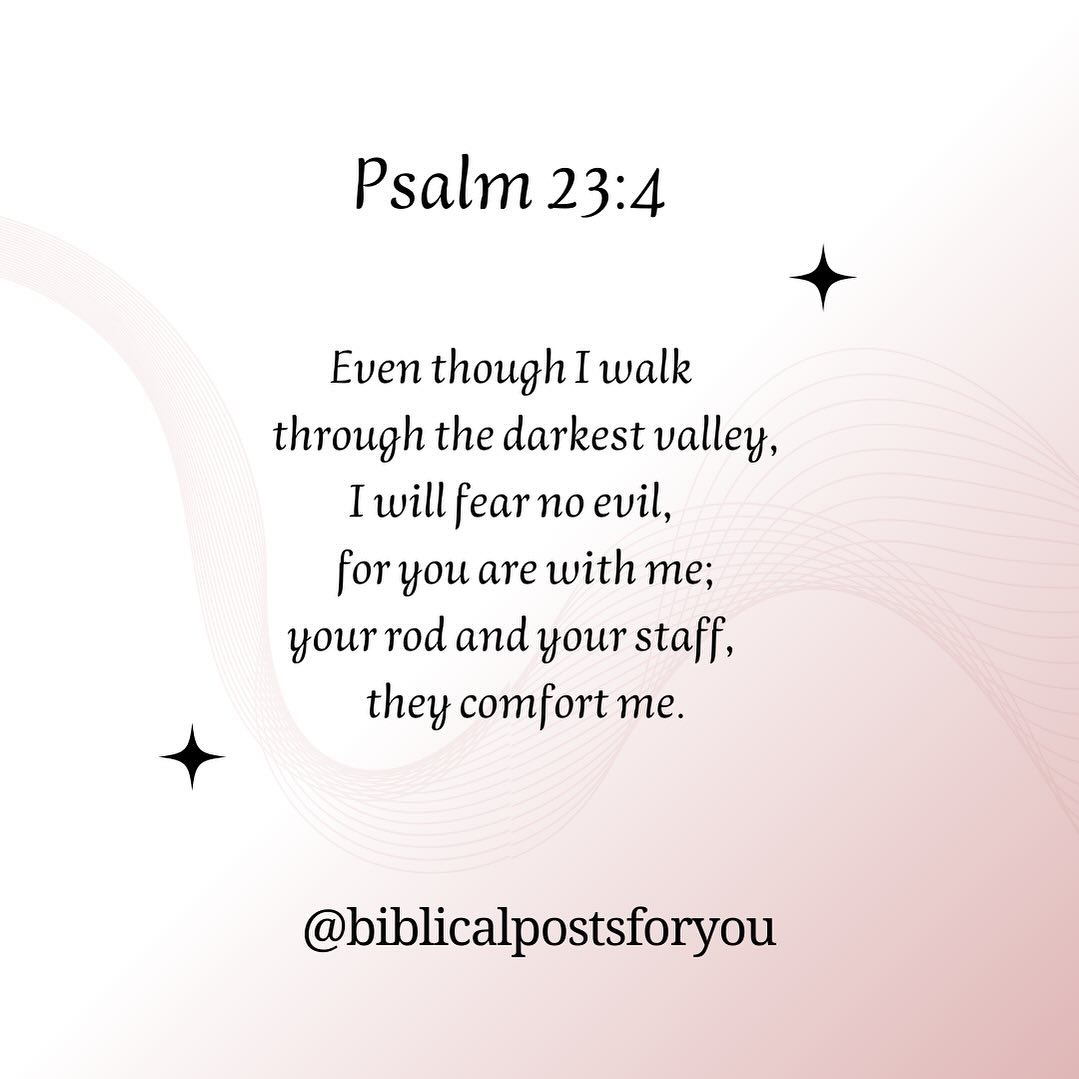 Psalm 23:4
Even though I walk
through the darkest valley,
I will fear no evil,
for you are with me;
your rod and your staff,
they comfort me.
@biblicalpostsforyou